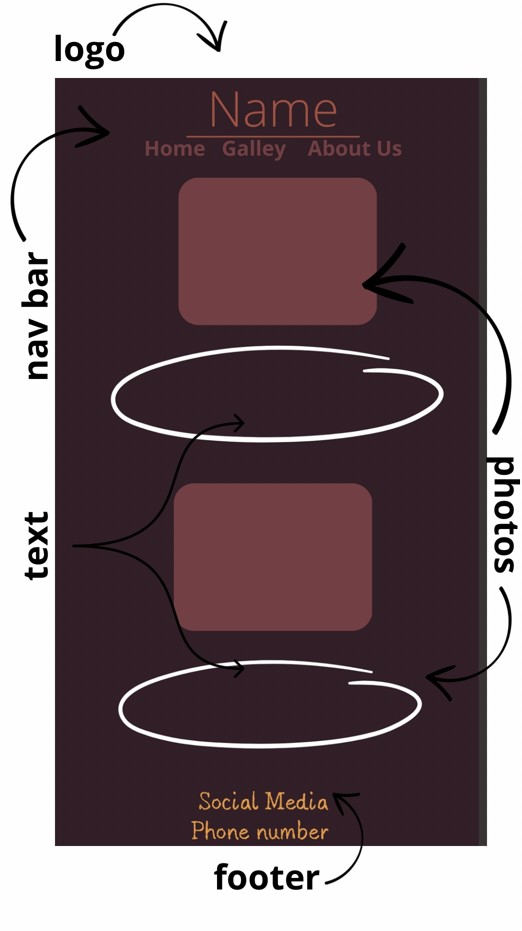 logo
Name
Home Galley About Us
nav bar
photos
text
Social Media
Phone number
footer